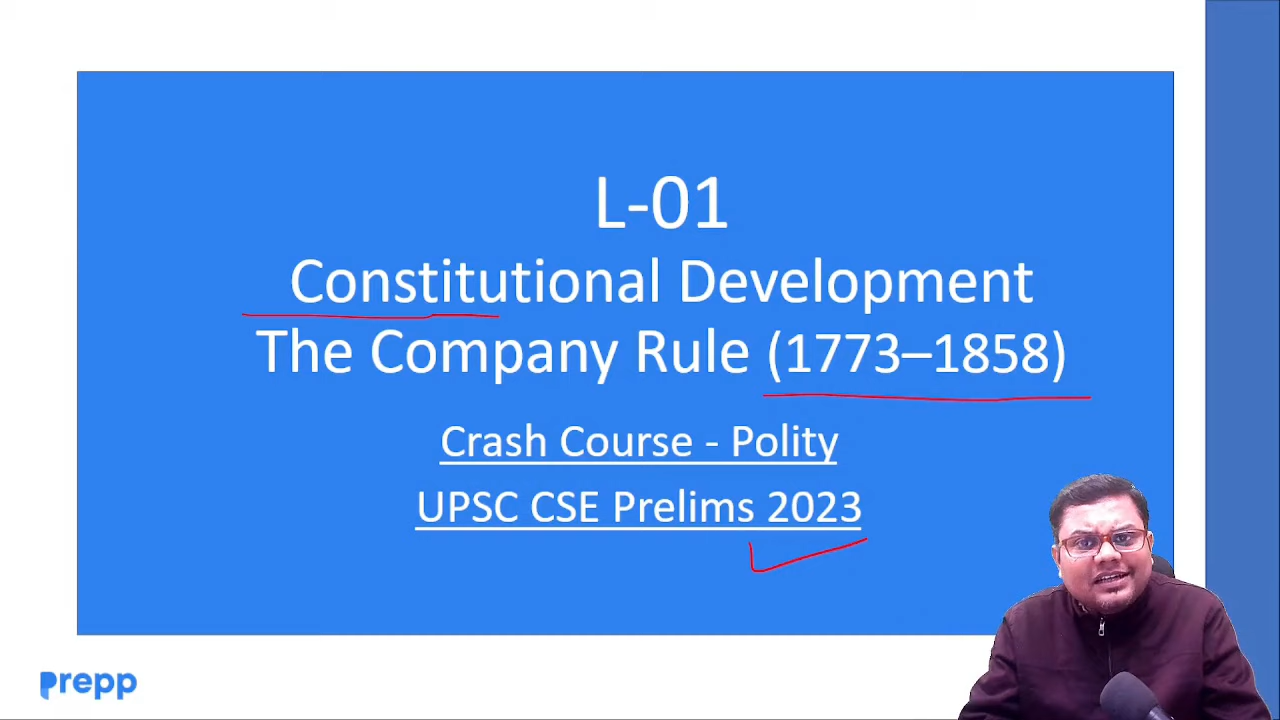 L-01
Constitutional Development
The Company Rule (1773–1858)
Crash Course - Polity
UPSC CSE Prelims 2023
prepp